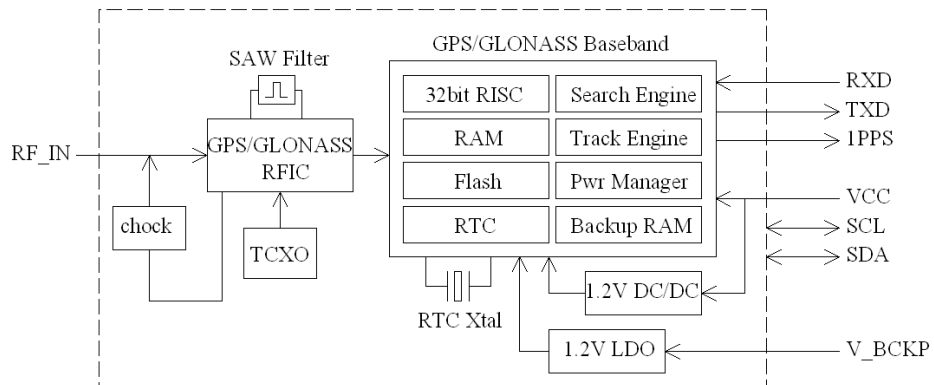 GPS/GLONASS Baseband
SAW Filter
32bit RISC
Search Engine
RXD
TXD
RAM
Track Engine
1PPS
RF_IN
GPS/GLONASS
RFIC
Flash
Pwr Manager
VCC
chock
TCXO
RTC
Backup RAM
SCL
SDA
1.2V DC/DC
RTC Xtal
1.2V LDO
V_BCKP